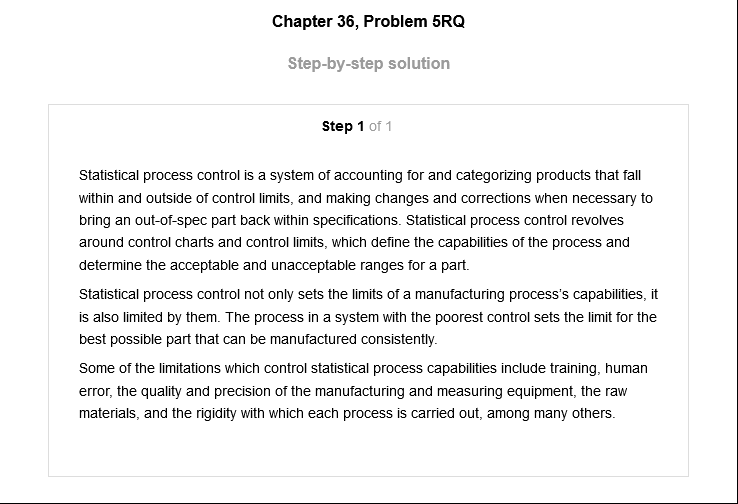 Chapter 36, Problem 5RQ
Step-by-step solution
Step 1 of 1
Statistical process control is a system of accounting for and categorizing products that fall
within and outside of control limits, and making changes and corrections when necessary to
bring an out-of-spec part back within specifications. Statistical process control revolves
around control charts and control limits, which define the capabilities of the process and
determine the acceptable and unacceptable ranges for a part.
Statistical process control not only sets the limits of a manufacturing process's capabilities, it
is also limited by them. The process in a system with the poorest control sets the limit for the
best possible part that can be manufactured consistently.
Some of the limitations which control statistical process capabilities include training, human
error, the quality and precision of the manufacturing and measuring equipment, the raw
materials, and the rigidity with which each process is carried out, among many others.